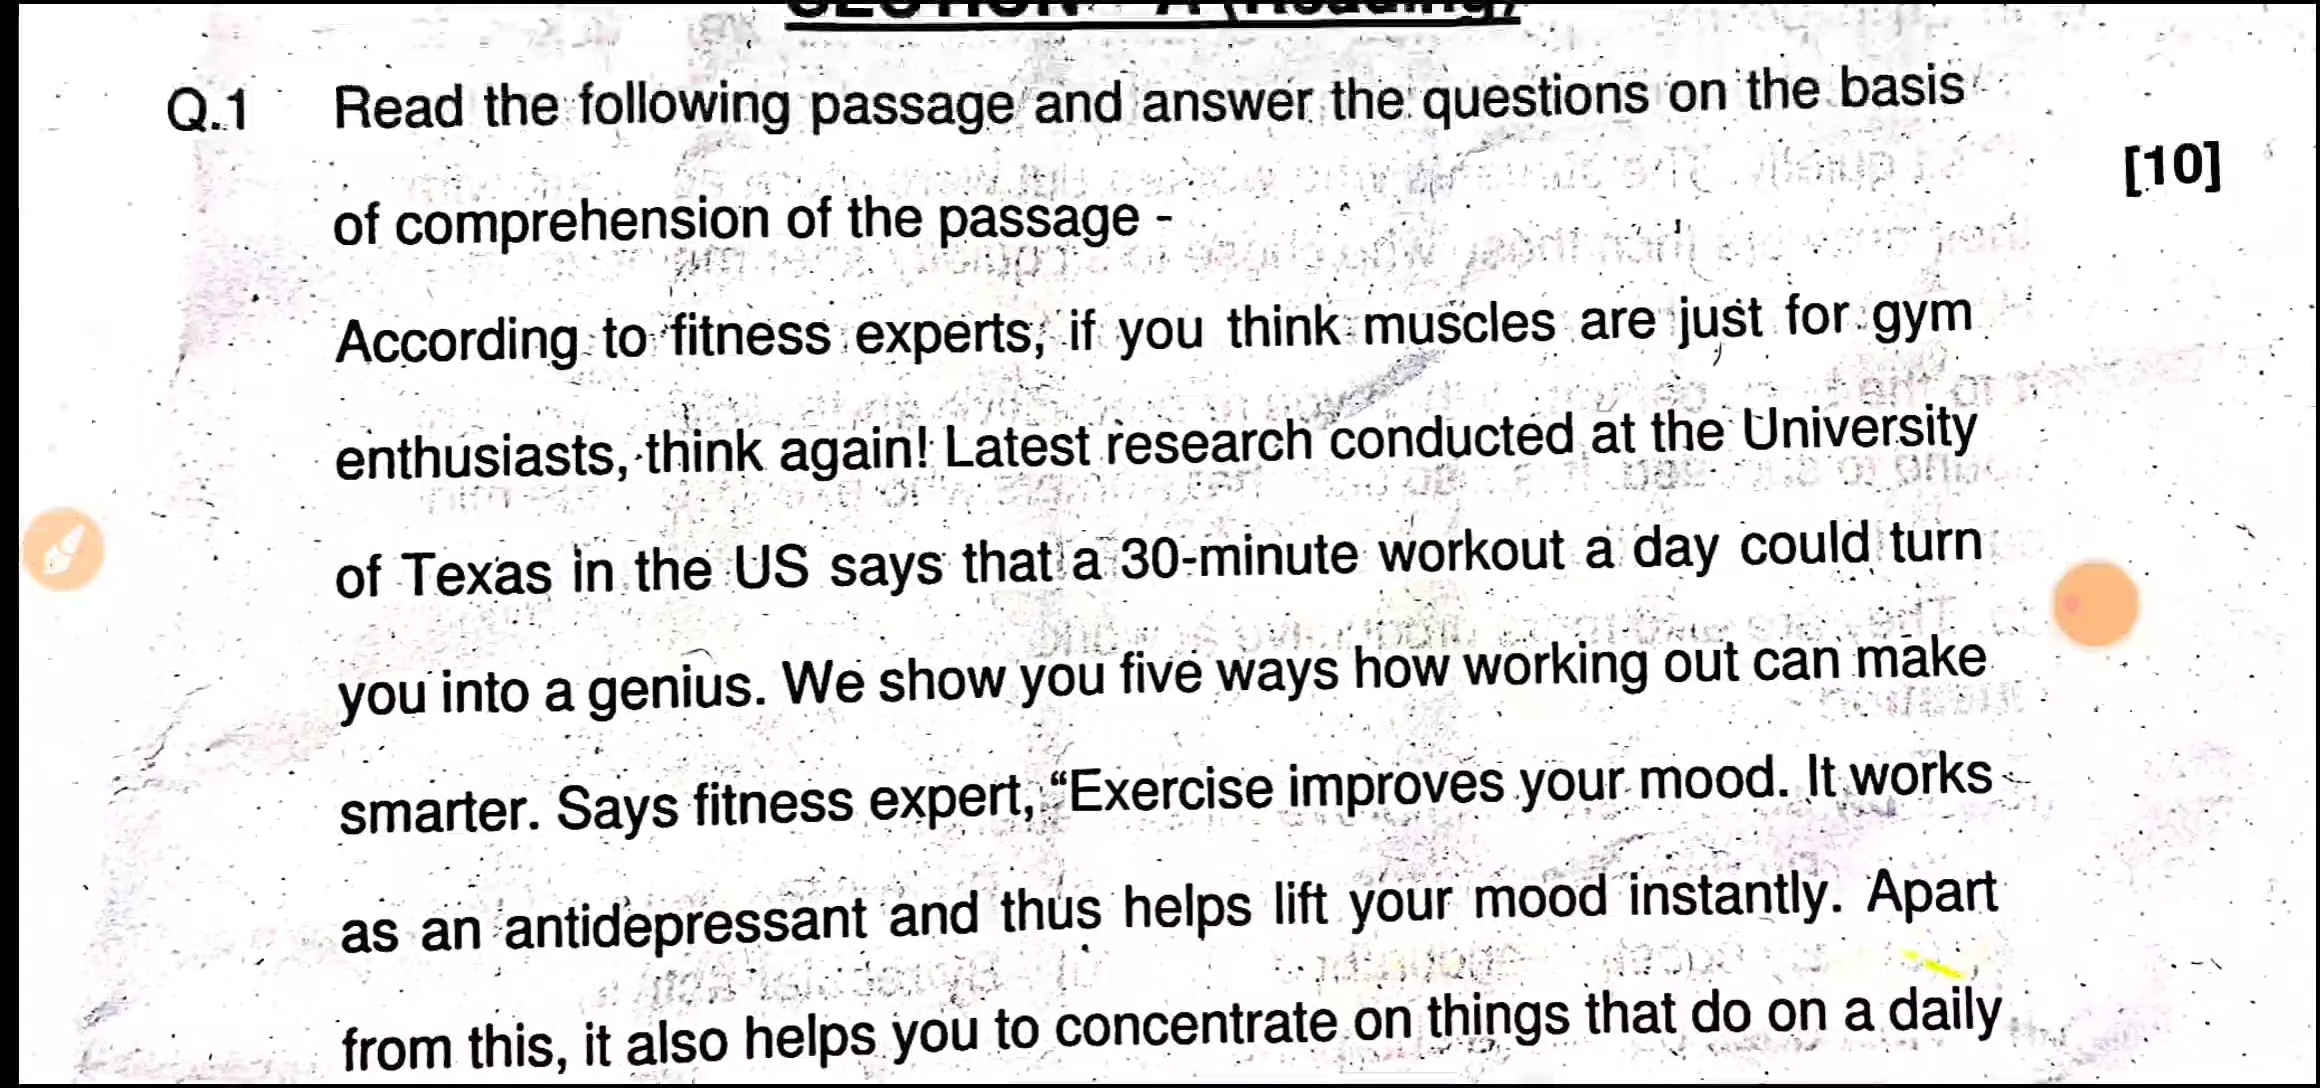 SECTION - A (Reading)
Q.1 Read the following passage and answer the questions on the basis
[10]
of comprehension of the passage -
According to fitness experts, if you think muscles are just for gym
enthusiasts, think again! Latest research conducted at the University
of Texas in the US says that a 30-minute workout a day could turn
you into a genius. We show you five ways how working out can make
smarter. Says fitness expert, “Exercise improves your mood. It works
as an antidepressant and thus helps lift your mood instantly. Apart
from this, it also helps you to concentrate on things that do on a daily